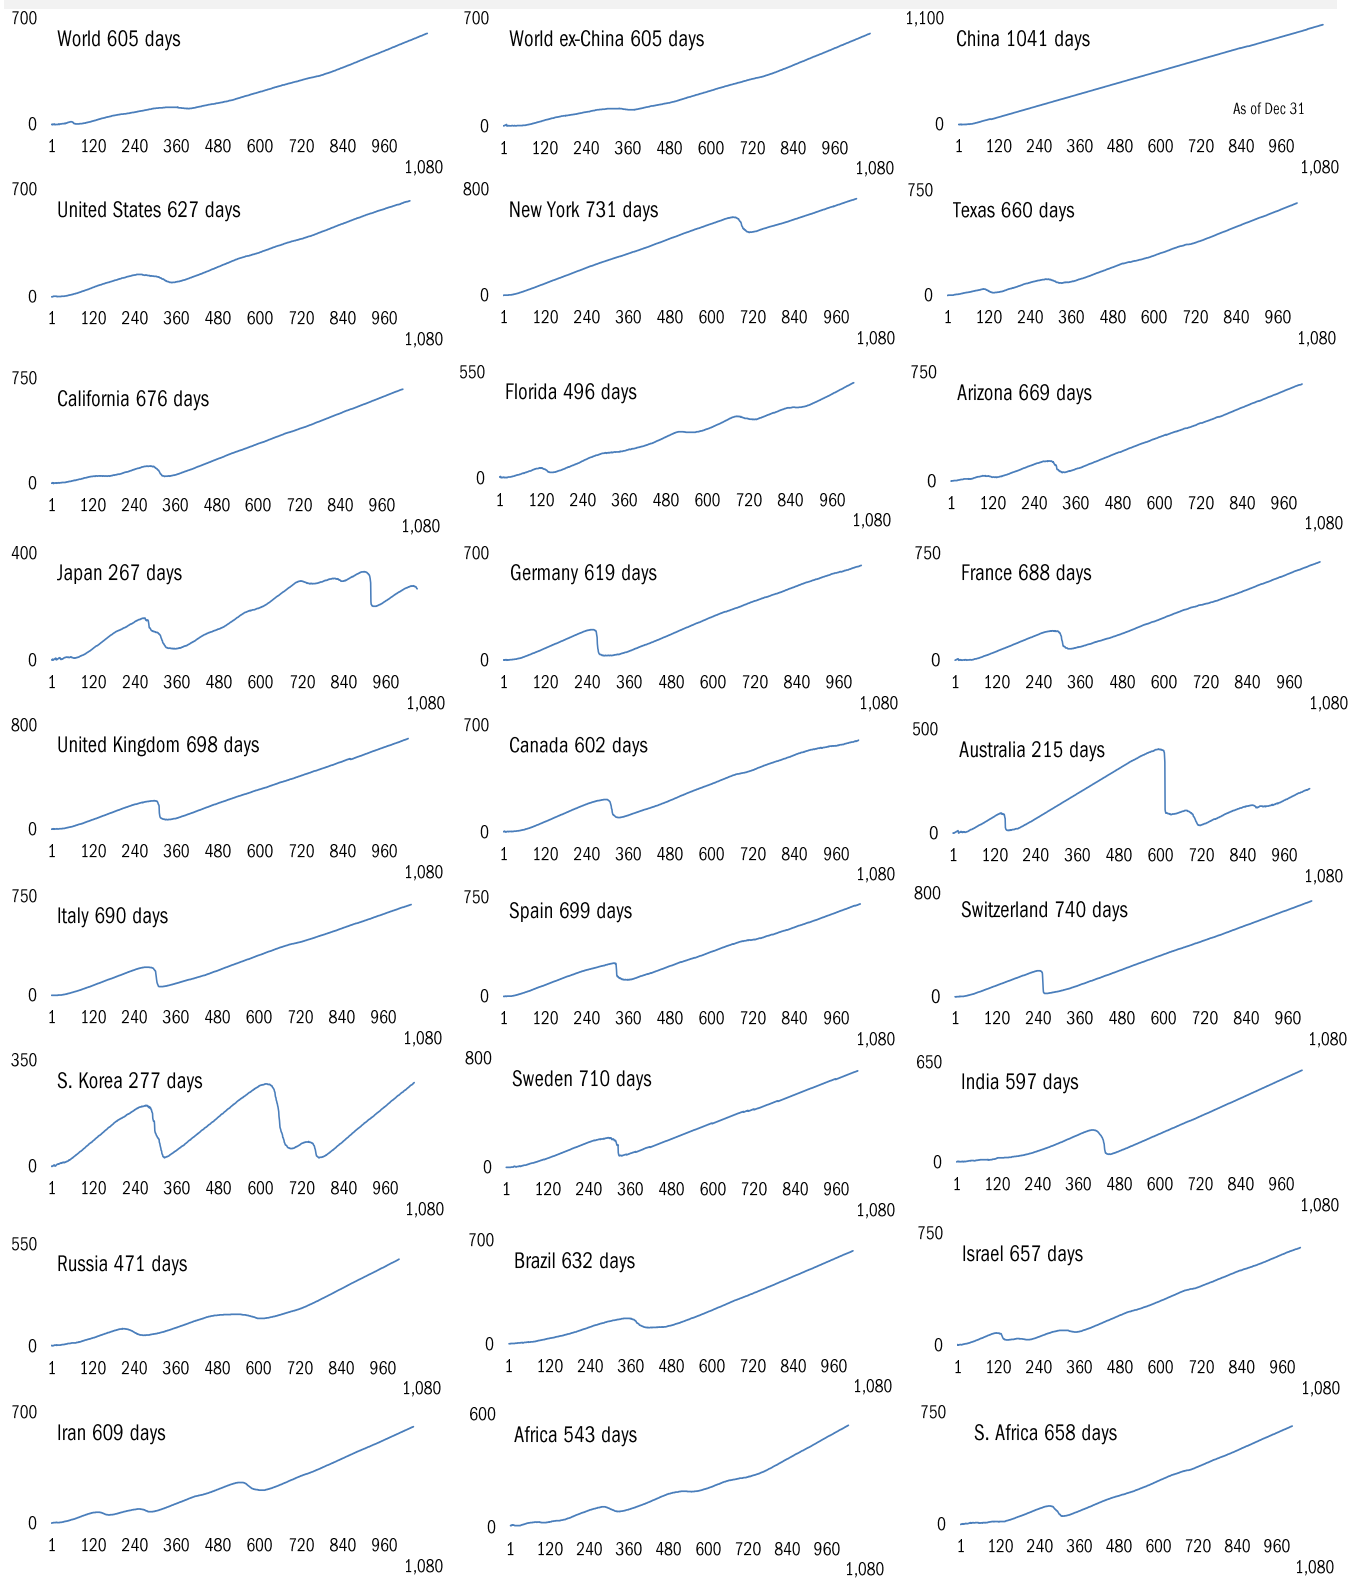 700 700 1,100
World 605 days World ex-China 605 days China 1041 days
As of Dec 31
0 0 0
1 120 240 360 480 600 720 840 960 1 120 240 360 480 600 720 840 960 1 120 240 360 480 600 720 840 960
1,080 1,080 1,080
700 800 750
United States 627 days New York 731 days Texas 660 days
0 0 0
1 120 240 360 480 600 720 840 960 1 120 240 360 480 600 720 840 960 1 120 240 360 480 600 720 840 960
1,080 1,080 1,080
750 550 750
California 676 days Florida 496 days Arizona 669 days
0 0 0
1 120 240 360 480 600 720 840 960 1 120 240 360 480 600 720 840 960 1 120 240 360 480 600 720 840 960
1,080 1,080 1,080
400 700 750
Japan 267 days Germany 619 days France 688 days
0 0 0
1 120 240 360 480 600 720 840 960 1 120 240 360 480 600 720 840 960 1 120 240 360 480 600 720 840 960
1,080 1,080 1,080
800 700 500
United Kingdom 698 days Canada 602 days Australia 215 days
0 0 0
1 120 240 360 480 600 720 840 960 1 120 240 360 480 600 720 840 960 1 120 240 360 480 600 720 840 960
1,080 1,080 1,080
750 750 800
Italy 690 days Spain 699 days Switzerland 740 days
0 0 0
1 120 240 360 480 600 720 840 960 1 120 240 360 480 600 720 840 960 1 120 240 360 480 600 720 840 960
1,080 1,080 1,080
350 800 650
S. Korea 277 days Sweden 710 days India 597 days
0 0 0
1 120 240 360 480 600 720 840 960 1 120 240 360 480 600 720 840 960 1 120 240 360 480 600 720 840 960
1,080 1,080 1,080
550 700 750
Russia 471 days Brazil 632 days Israel 657 days
0 0 0
1 120 240 360 480 600 720 840 960 1 120 240 360 480 600 720 840 960 1 120 240 360 480 600 720 840 960
1,080 1,080 1,080
700 600 750
Iran 609 days Africa 543 days S. Africa 658 days
0 0 0
1 120 240 360 480 600 720 840 960 1 120 240 360 480 600 720 840 960 1 120 240 360 480 600 720 840 960
1,080 1,080 1,080